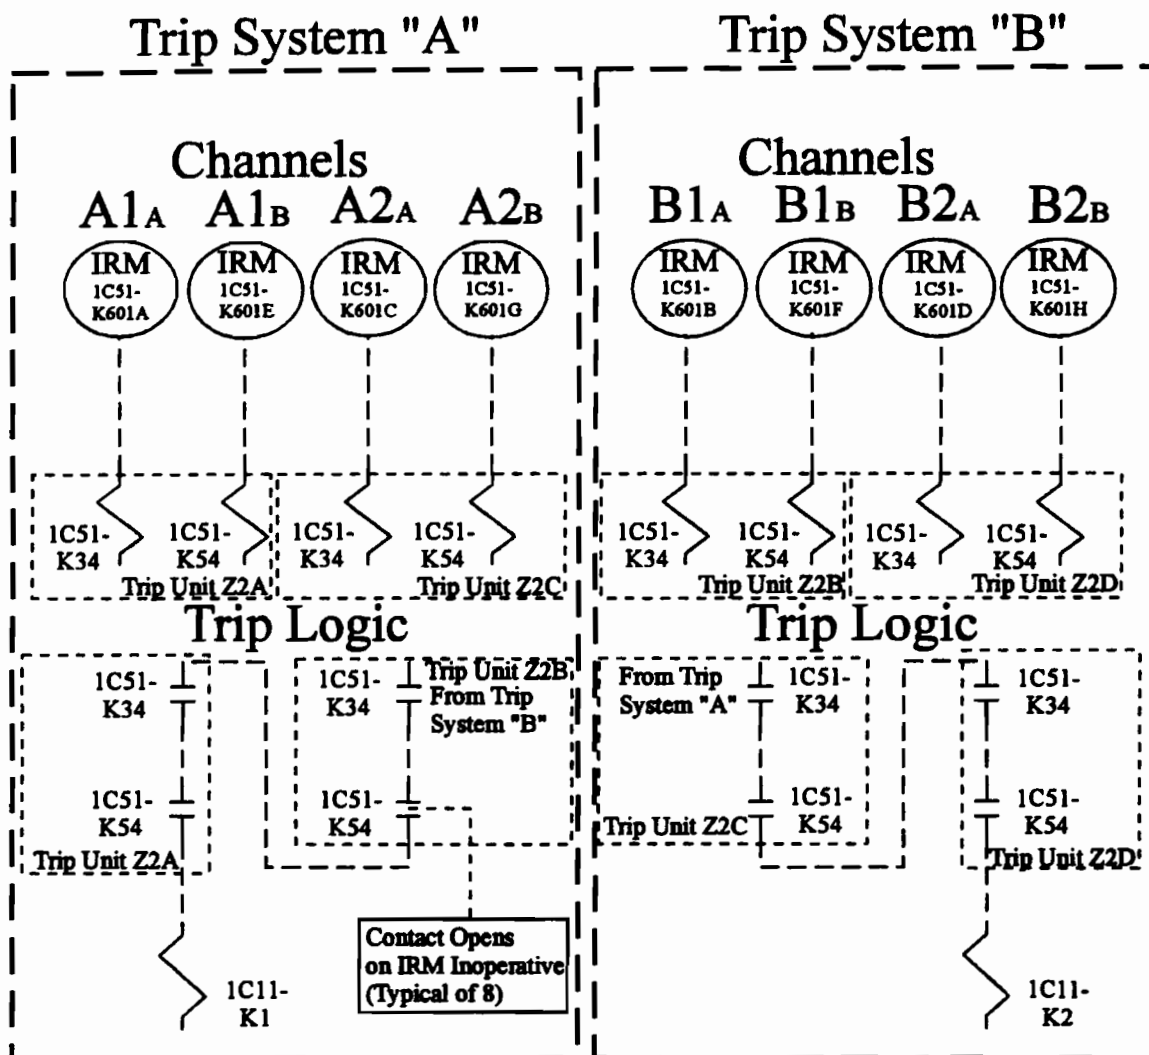 Trip System "A"
Trip System "B"
Channels
Channels
A1A A1B A2A A2B
B1A B1B B2A B2B
IRM
1C51-
K601A
IRM
1C51-
K601E
IRM
1C51-
K601C
IRM
1C51-
K601G
IRM
1C51-
K601B
IRM
1C51-
K601F
IRM
1C51-
K601D
IRM
1C51-
K601H
1C51-
K34
1C51-
K54
Trip Unit Z2A
1C51-
K34
1C51-
K54
Trip Unit Z2C
1C51-
K34
1C51-
K54
Trip Unit Z2B
1C51-
K34
1C51-
K54
Trip Unit Z2D
Trip Logic
Trip Logic
1C51-
K34
1C51-
K54
Trip Unit Z2A
1C51-
K34
Trip Unit Z2B
From Trip
System "B"
1C51-
K54
From Trip
System "A"
1C51-
K34
1C51-
K54
Trip Unit Z2C
1C51-
K34
1C51-
K54
Trip Unit Z2D
Contact Opens
on IRM Inoperative
(Typical of 8)
1C11-
K1
1C11-
K2